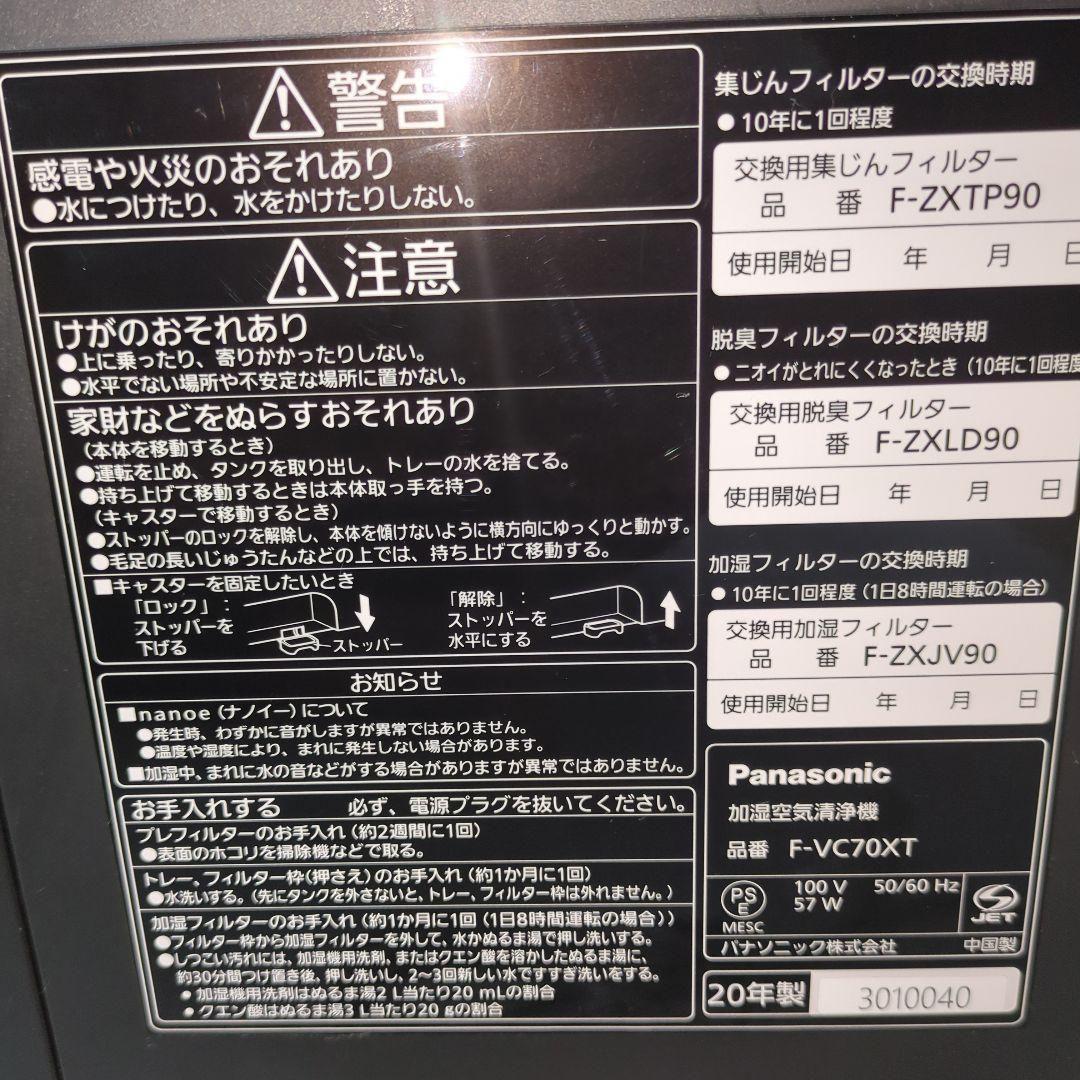 警告
感電や火災のおそれあり
●水につけたり、水をかけたりしない。
注意
けがのおそれあり
●上に乗ったり、寄りかかったりしない。
●水平でない場所や不安定な場所に置かない。
家財などをぬらすおそれあり
(本体を移動するとき)
●運転を止め、タンクを取り出し、トレーの水を捨てる。
●持ち上げて移動するときは本体取っ手を持つ。
(キャスターで移動するとき)
●ストッパーのロックを解除し、本体を傾けないように横方向にゆっくりと動かす。
●毛足の長いじゅうたんなどの上では、持ち上げて移動する。
■キャスターを固定したいとき
「ロック」:
ストッパーを
下げる
ストッパー
「解除」:
ストッパーを
水平にする
お知らせ
■nanoe(ナノイー)について
●発生時、わずかに音がしますが異常ではありません。
●温度や湿度により、まれに発生しない場合があります。
■加湿中、まれに水の音などがする場合がありますが異常ではありません。
お手入れする 必ず、電源プラグを抜いてください。
プレフィルターのお手入れ(約2週間に1回)
●表面のホコリを掃除機などで取る。
トレー、フィルター枠(押さえ)のお手入れ(約1か月に1回)
●水洗いする。(先にタンクを外さないと、トレー、フィルター枠は外れません。)
加湿フィルターのお手入れ(約1か月に1回(1日8時間運転の場合))
●フィルター枠から加湿フィルターを外して、水かぬるま湯で押し洗いする。
●しつこい汚れには、加湿機用洗剤、またはクエン酸を溶かしたぬるま湯に、
約30分間つけ置き後、押し洗いし、2~3回新しい水ですすぎ洗いをする。
・加湿機用洗剤はぬるま湯2 L当たり20 mLの割合
・クエン酸はぬるま湯3 L当たり20 gの割合
集じんフィルターの交換時期
●10年に1回程度
交換用集じんフィルター
品 番 F-ZXTP90
使用開始日 年 月 日
脱臭フィルターの交換時期
●ニオイがとれにくくなったとき(10年に1回程度
交換用脱臭フィルター
品 番 F-ZXLD90
使用開始日 年 月 日
加湿フィルターの交換時期
●10年に1回程度(1日8時間運転の場合)
交換用加湿フィルター
品 番 F-ZXJV90
使用開始日 年 月 日
Panasonic
加湿空気清浄機
品番 F-VC70XT
PSE
MESC
100 V 50/60 Hz
57 W
JET
パナソニック株式会社 中国製
20年製 3010040